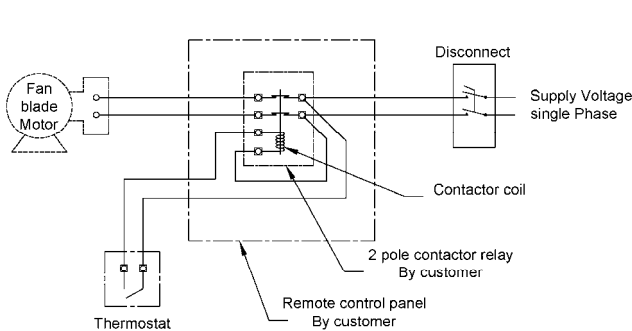 Disconnect
Fan
blade
Motor
Supply Voltage
single Phase
Contactor coil
2 pole contactor relay
By customer
Remote control panel
By customer
Thermostat